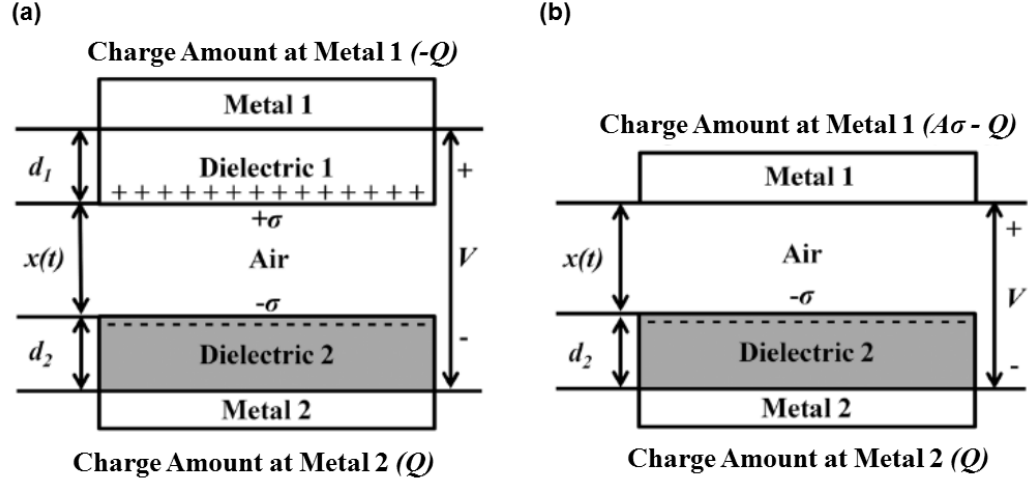 (a)
Charge Amount at Metal 1 (-Q)
Metal 1
d1
Dielectric 1
+ + + + + + + + + + + + + +
+
+σ
x(t)
Air
V
-σ
- - - - - - - - - - - - - - - - - - -
-
d2
Dielectric 2
Metal 2
Charge Amount at Metal 2 (Q)
(b)
Charge Amount at Metal 1 (Aσ - Q)
Metal 1
+
x(t)
Air
-σ
V
- - - - - - - - - - - - - - - - - - -
d2
Dielectric 2
-
Metal 2
Charge Amount at Metal 2 (Q)